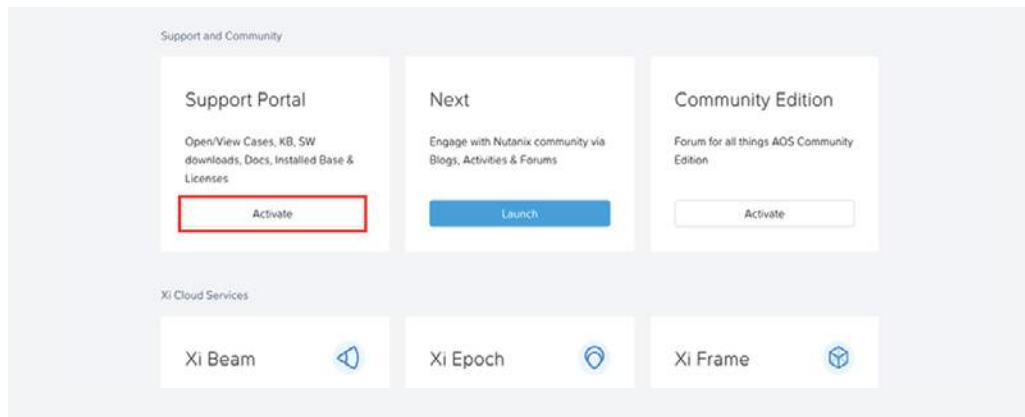 Support and Community
Support Portal
Open/View Cases, KB, SW
downloads, Docs, Installed Base &
Licenses
Activate
Next
Engage with Nutanix community via
Blogs, Activities & Forums
Launch
Community Edition
Forum for all things AOS Community
Edition
Activate
Xi Cloud Services
Xi Beam
Xi Epoch
Xi Frame